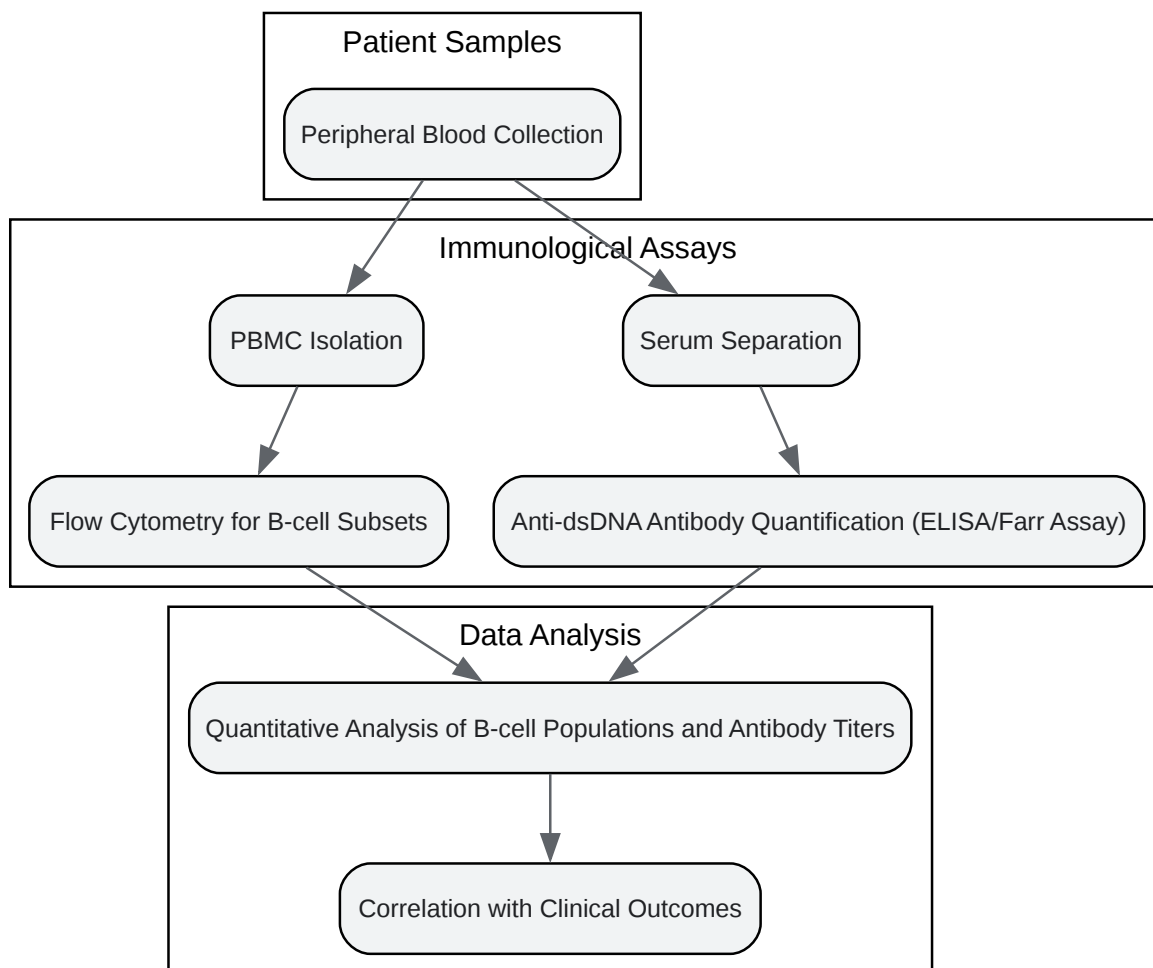 Patient Samples
Peripheral Blood Collection
Immunological Assays
PBMC Isolation
Serum Separation
Flow Cytometry for B-cell Subsets
Anti-dsDNA Antibody Quantification (ELISA/Farr Assay)
Data Analysis
Quantitative Analysis of B-cell Populations and Antibody Titers
Correlation with Clinical Outcomes